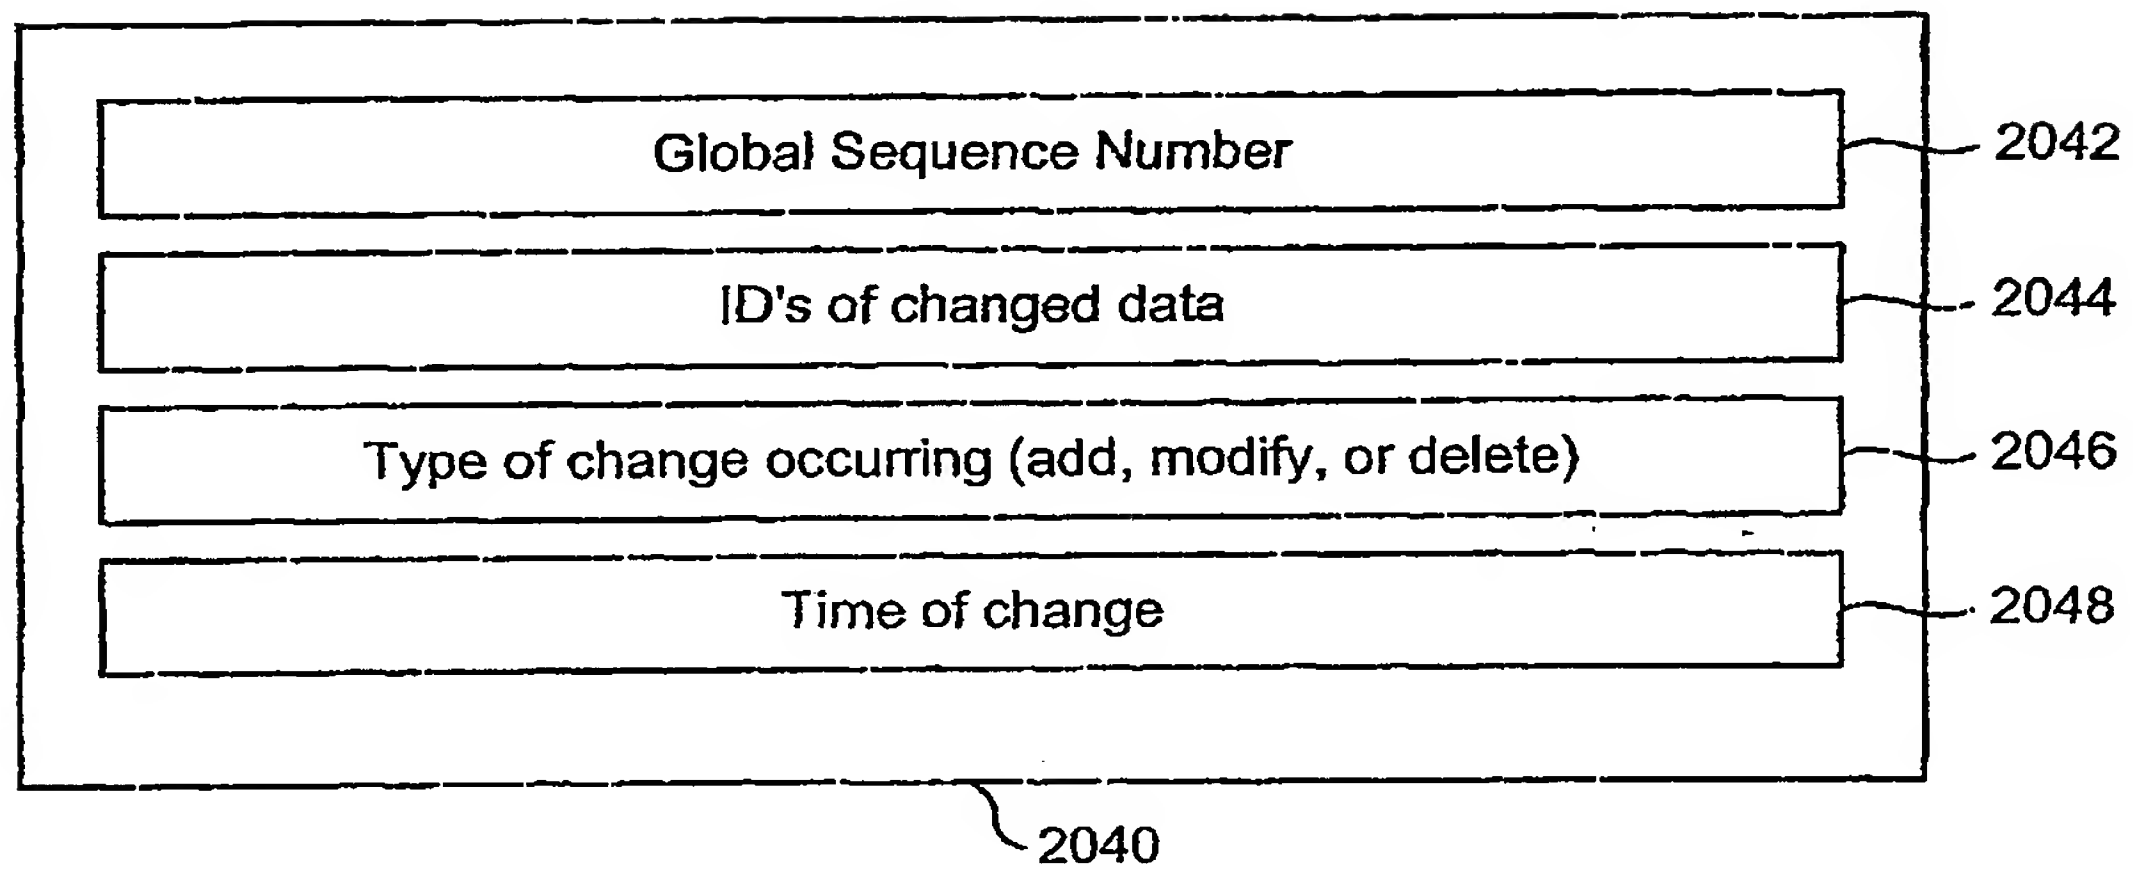 Global Sequence Number 2042
ID's of changed data 2044
Type of change occurring (add, modify, or delete) 2046
Time of change 2048
2040